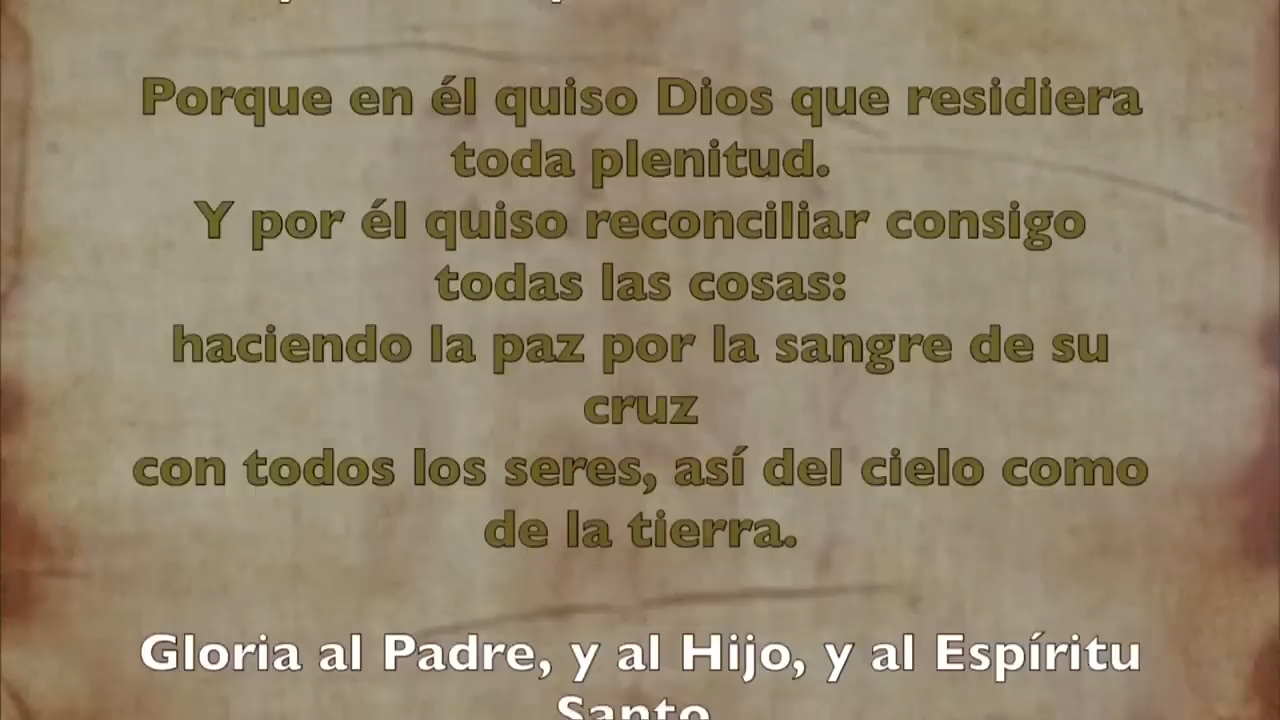 Porque en él quiso Dios que residiera
toda plenitud.
Y por él quiso reconciliar consigo
todas las cosas:
haciendo la paz por la sangre de su
cruz
con todos los seres, así del cielo como
de la tierra.
Gloria al Padre, y al Hijo, y al Espíritu
Santo